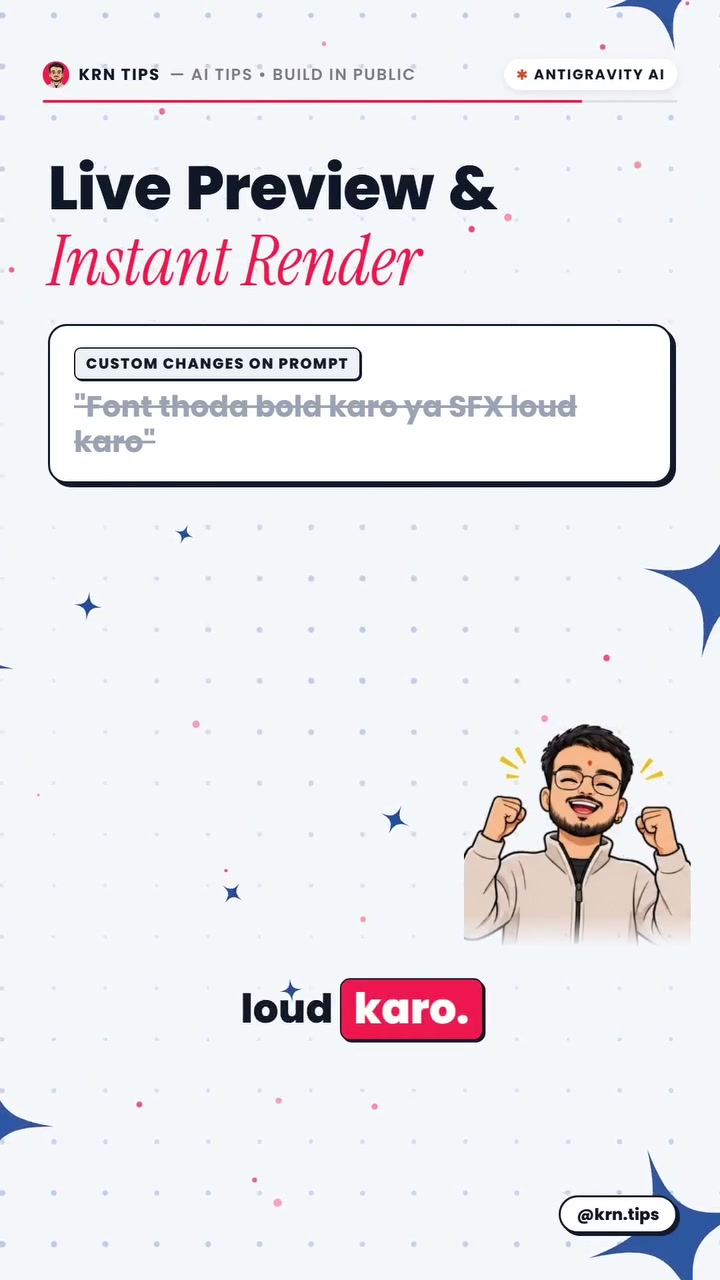 KRN TIPS — AI TIPS • BUILD IN PUBLIC
✱ ANTIGRAVITY AI
Live Preview &
Instant Render
CUSTOM CHANGES ON PROMPT
"Font thoda bold karo ya SFX loud
karo"
loud karo.
@krn.tips